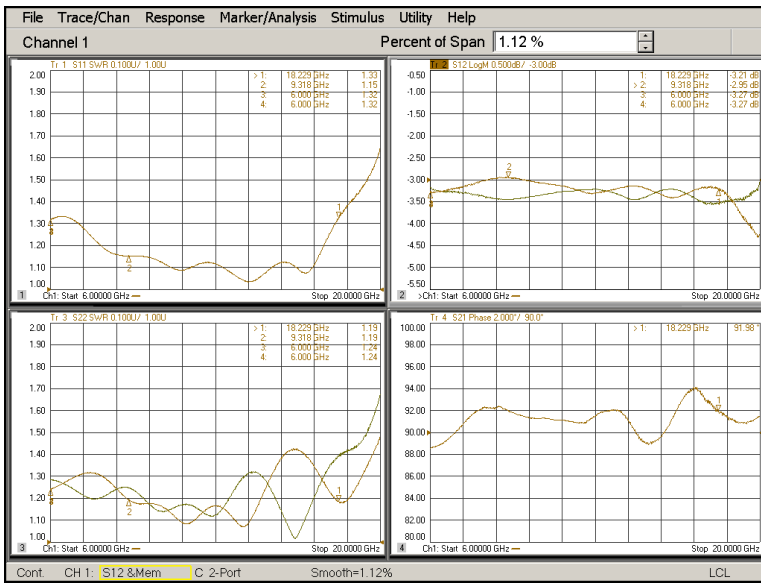 File Trace/Chan Response Marker/Analysis Stimulus Utility Help
Channel 1 Percent of Span 1.12 %
Tr 1 S11 SWR 0.100U/ 1.00U
2.00
1.90
1.80
1.70
1.60
1.50
1.40
1.30
1.20
1.10
1.00
> 1: 18.229 GHz 1.33
2: 9.318 GHz 1.15
3: 6.000 GHz 1.32
4: 6.000 GHz 1.32
1
2
1 Ch1: Start 6.00000 GHz Stop 20.0000 GHz
Tr 2 S12 LogM 0.500dB/ -3.00dB
-0.50
-1.00
-1.50
-2.00
-2.50
-3.00
-3.50
-4.00
-4.50
-5.00
-5.50
1: 18.229 GHz -3.21 dB
> 2: 9.318 GHz -2.95 dB
3: 6.000 GHz -3.27 dB
4: 6.000 GHz -3.27 dB
2
2 >Ch1: Start 6.00000 GHz Stop 20.0000 GHz
Tr 3 S22 SWR 0.100U/ 1.00U
2.00
1.90
1.80
1.70
1.60
1.50
1.40
1.30
1.20
1.10
1.00
> 1: 18.229 GHz 1.19
2: 9.318 GHz 1.19
3: 6.000 GHz 1.24
4: 6.000 GHz 1.24
1
2
3 Ch1: Start 6.00000 GHz Stop 20.0000 GHz
Tr 4 S21 Phase 2.000°/ 90.0°
100.00
98.00
96.00
94.00
92.00
90.00
88.00
86.00
84.00
82.00
80.00
> 1: 18.229 GHz 91.98 °
1
4 Ch1: Start 6.00000 GHz Stop 20.0000 GHz
Cont. CH 1: S12 &Mem C 2-Port Smooth=1.12% LCL